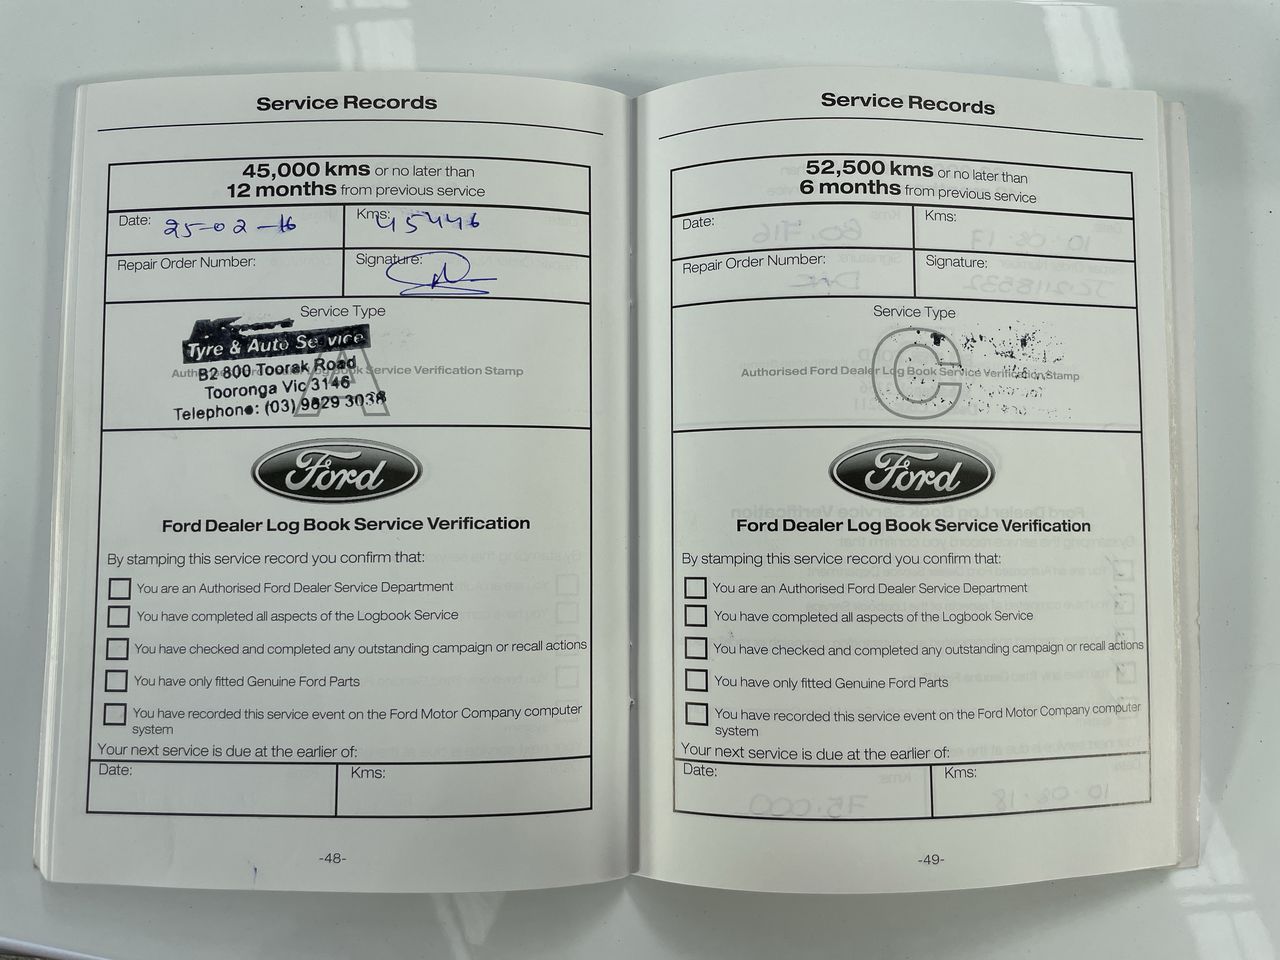 Service Records
45,000 kms or no later than
12 months from previous service
Date: 25-02-16 Kms: 45446
Repair Order Number: Signature:
Service Type
A
Tyre & Auto Service
B2 800 Toorak Road
Tooronga Vic 3146
Telephone: (03) 9829 3038
Book Service Verification Stamp
Ford
Ford Dealer Log Book Service Verification
By stamping this service record you confirm that:
You are an Authorised Ford Dealer Service Department
You have completed all aspects of the Logbook Service
You have checked and completed any outstanding campaign or recall actions
You have only fitted Genuine Ford Parts
You have recorded this service event on the Ford Motor Company computer
system
Your next service is due at the earlier of:
Date: Kms:
-48-
Service Records
52,500 kms or no later than
6 months from previous service
Date: Kms:
Repair Order Number: Signature:
Service Type
C
Authorised Ford Dealer Log Book Service Verification Stamp
Ford
Ford Dealer Log Book Service Verification
By stamping this service record you confirm that:
You are an Authorised Ford Dealer Service Department
You have completed all aspects of the Logbook Service
You have checked and completed any outstanding campaign or recall actions
You have only fitted Genuine Ford Parts
You have recorded this service event on the Ford Motor Company computer
system
Your next service is due at the earlier of:
Date: Kms:
-49-